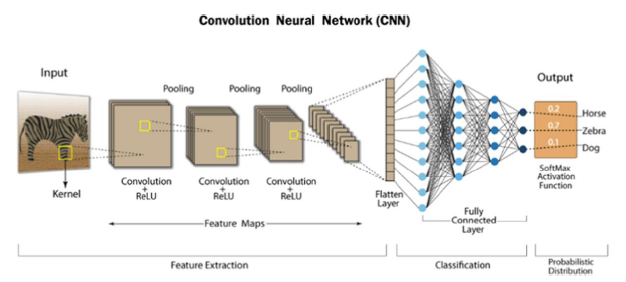 Convolution Neural Network (CNN)
Input
Pooling
Pooling
Pooling
Output
Kernel
Convolution
+
ReLU
Convolution
+
ReLU
Convolution
+
ReLU
Feature Maps
Flatten
Layer
Fully
Connected
Layer
0.2
0.7
0.1
Horse
Zebra
Dog
SoftMax
Activation
Function
Feature Extraction
Classification
Probabilistic
Distribution